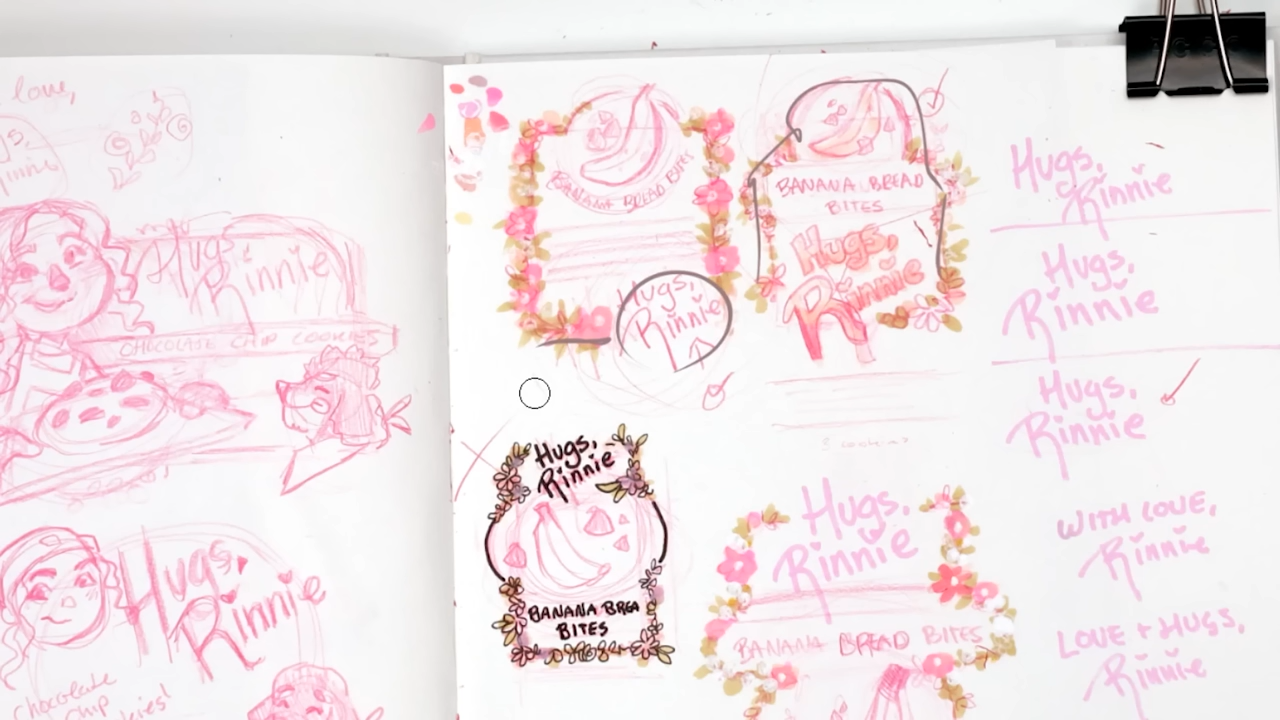 love,
Hugs,
Rinnie
CHOCOLATE CHIP COOKIES
Hugs,
Rinnie
Chocolate
Chip
BANANA BREAD BITES
Hugs,
Rinnie
BANANA BREAD
BITES
Hugs,
Rinnie
Hugs,
Rinnie
BANANA BREA
BITES
Hugs,
Rinnie
BANANA BREAD BITES
Hugs,
Rinnie
Hugs,
Rinnie
Hugs,
Rinnie
WITH LOVE,
Rinnie
LOVE + HUGS,
Rinnie